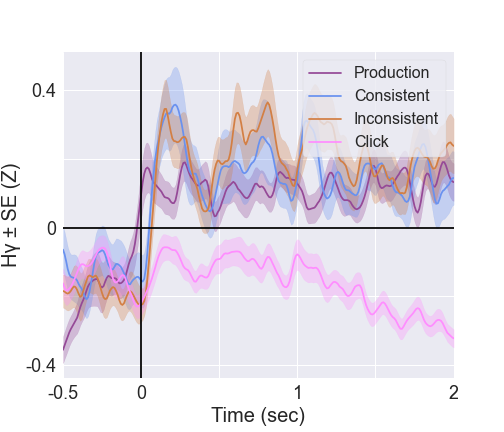 Production
Consistent
Inconsistent
Click
0.4
0
-0.4
Hγ ± SE (Z)
-0.5 0 1 2
Time (sec)